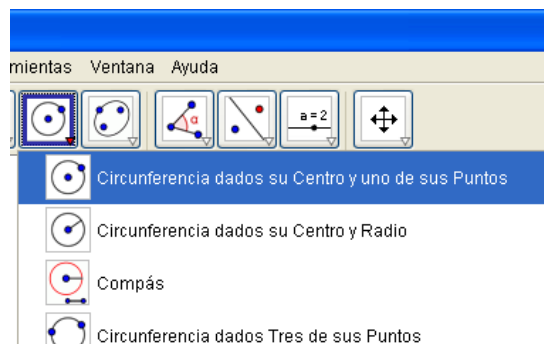 mientas Ventana Ayuda
α
a=2
Circunferencia dados su Centro y uno de sus Puntos
Circunferencia dados su Centro y Radio
Compás
Circunferencia dados Tres de sus Puntos